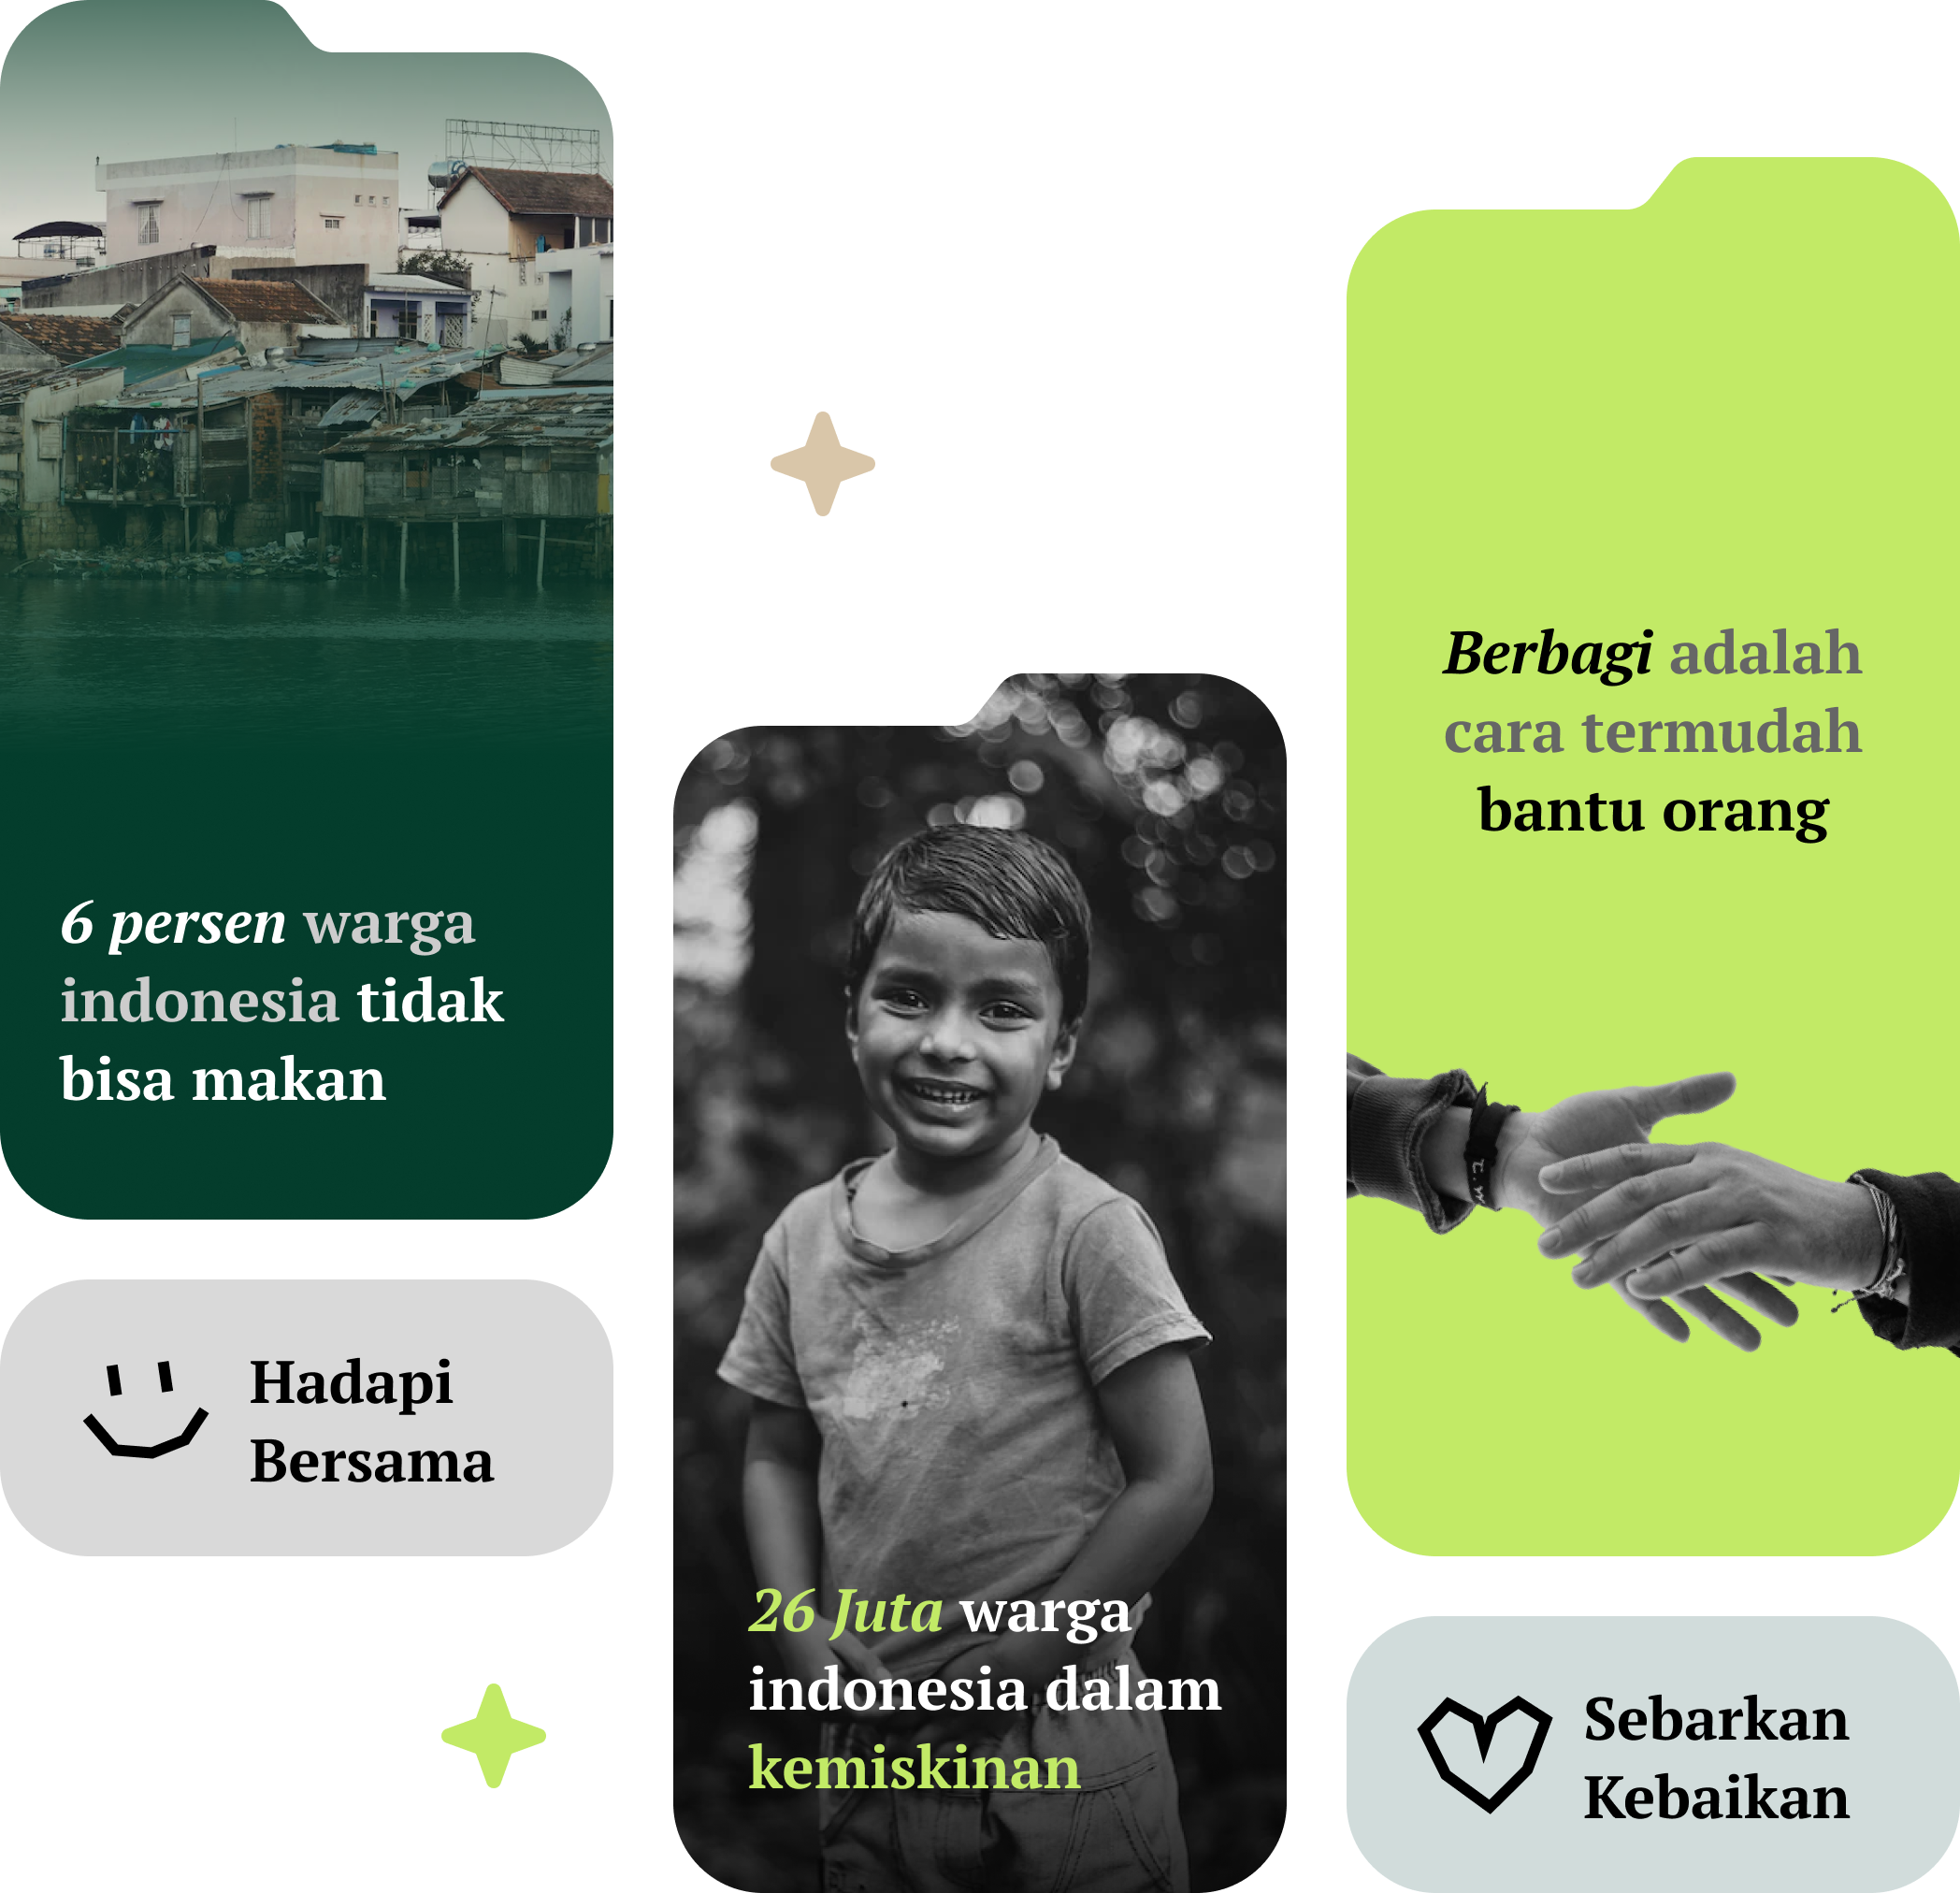 6 persen warga
indonesia tidak
bisa makan
Hadapi
Bersama
26 Juta warga
indonesia dalam
kemiskinan
Berbagi adalah
cara termudah
bantu orang
Sebarkan
Kebaikan